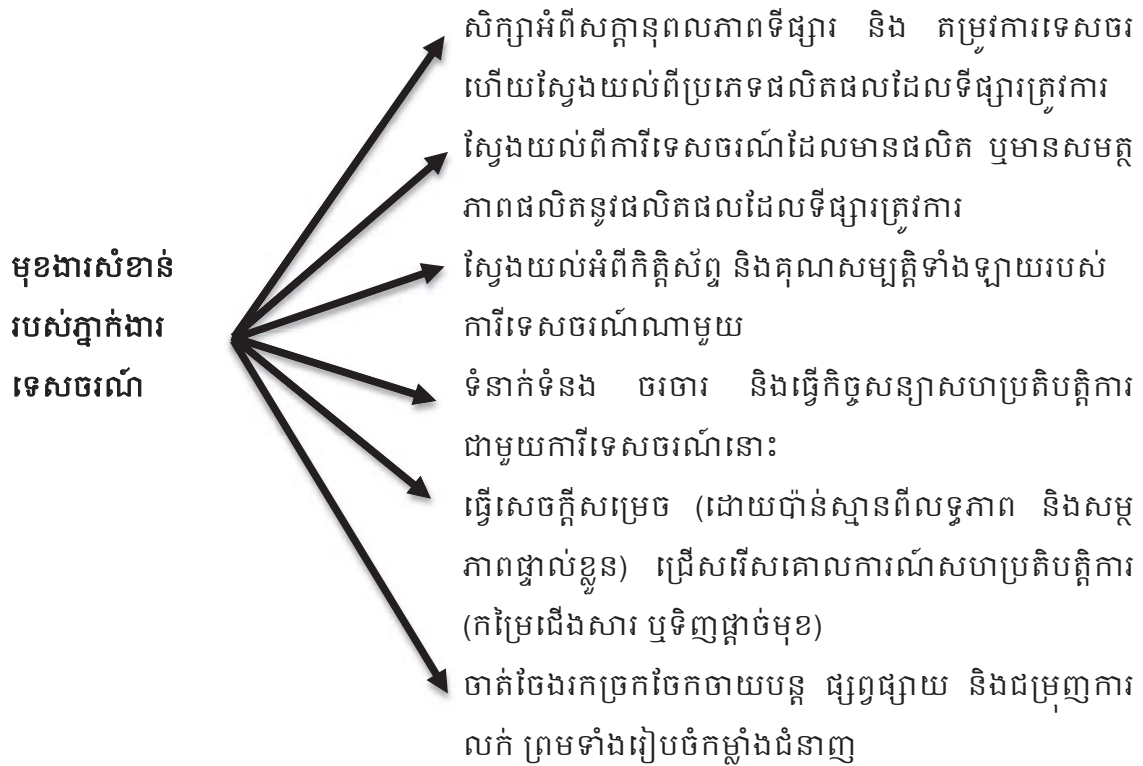 មុខងារសំខាន់
របស់ភ្នាក់ងារ
ទេសចរណ៍
សិក្សាអំពីសក្តានុពលភាពទីផ្សារ និង តម្រូវការទេសចរ
ហើយស្វែងយល់ពីប្រភេទផលិតផលដែលទីផ្សារត្រូវការ
ស្វែងយល់ពីការីទេសចរណ៍ដែលមានផលិត ឬមានសមត្ថ
ភាពផលិតនូវផលិតផលដែលទីផ្សារត្រូវការ
ស្វែងយល់អំពីកិត្តិស័ព្ទ និងគុណសម្បត្តិទាំងឡាយរបស់
ការីទេសចរណ៍ណាមួយ
ទំនាក់ទំនង ចរចារ និងធ្វើកិច្ចសន្យាសហប្រតិបត្តិការ
ជាមួយការីទេសចរណ៍នោះ
ធ្វើសេចក្តីសម្រេច (ដោយប៉ាន់ស្មានពីលទ្ធភាព និងសម្ថ
ភាពផ្ទាល់ខ្លួន) ជ្រើសរើសគោលការណ៍សហប្រតិបត្តិការ
(កម្រៃជើងសារ ឬទិញផ្តាច់មុខ)
ចាត់ចែងរកច្រកចែកចាយបន្ត ផ្សព្វផ្សាយ និងជម្រុញការ
លក់ ព្រមទាំងរៀបចំកម្លាំងជំនាញ